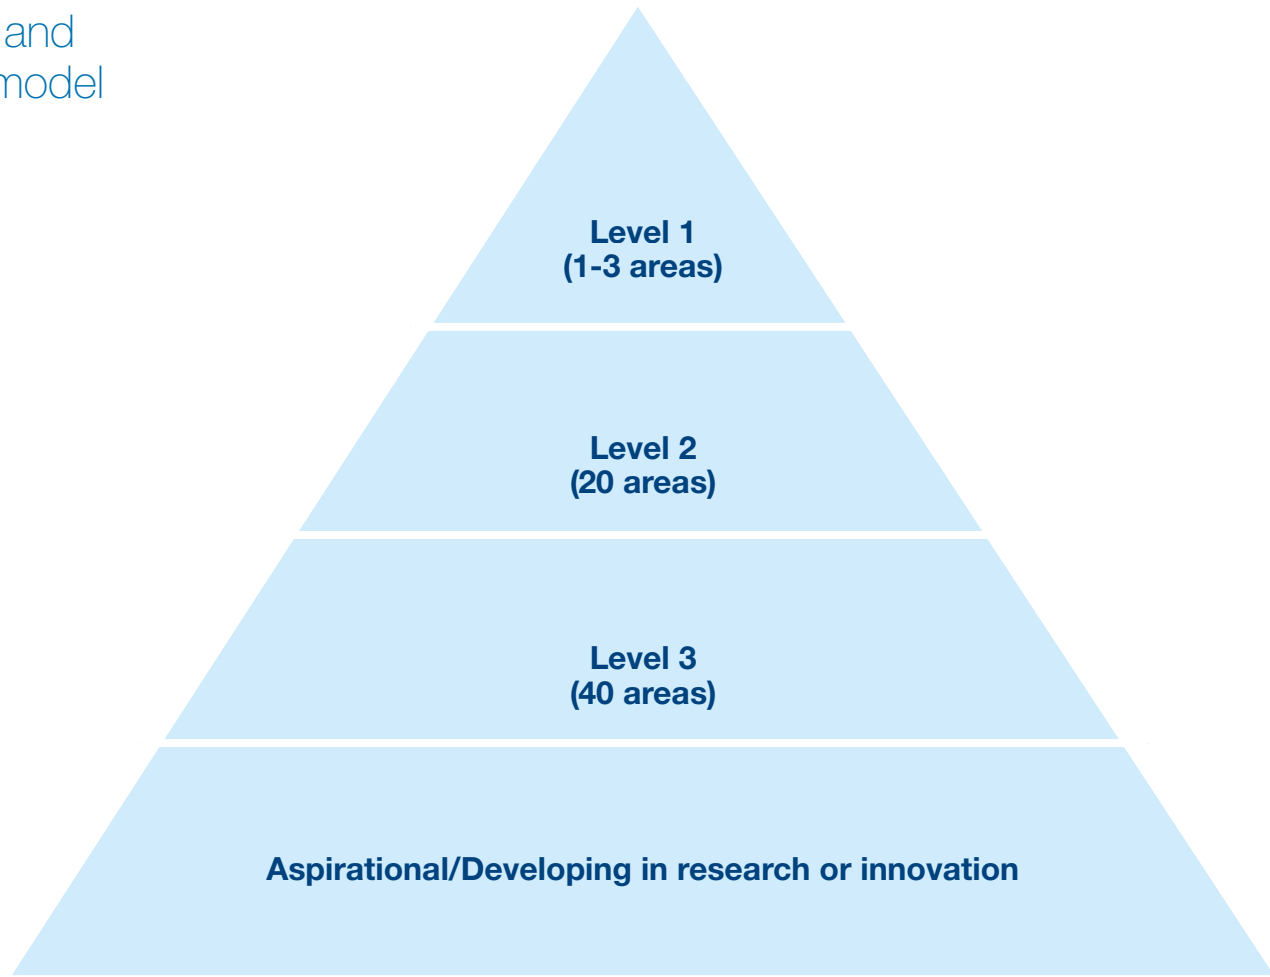 and
model
Level 1
(1-3 areas)
Level 2
(20 areas)
Level 3
(40 areas)
Aspirational/Developing in research or innovation